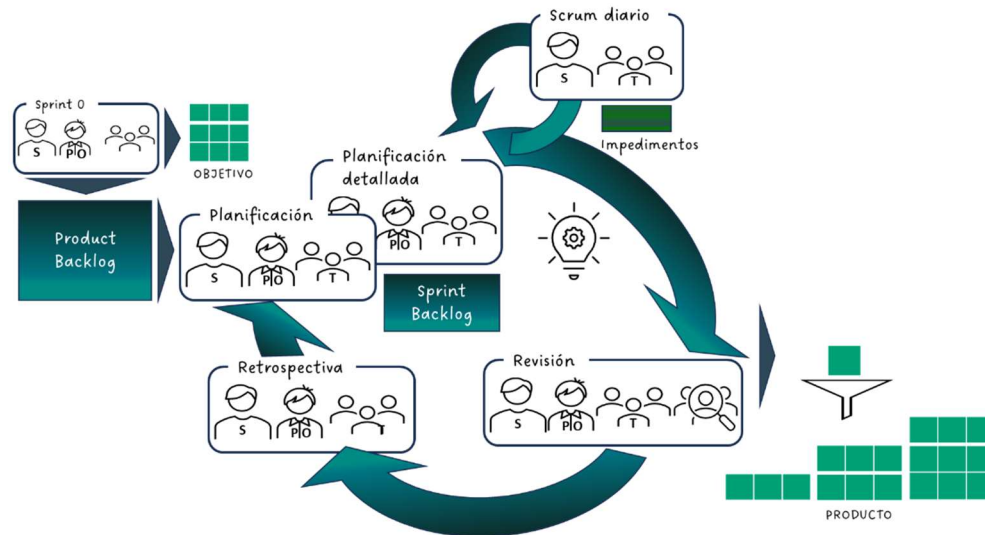 Scrum diario
S
T
Impedimentos
Sprint 0
S
PO
OBJETIVO
Product
Backlog
Planificación
detallada
PO
T
Planificación
S
PO
T
Sprint
Backlog
Retrospectiva
S
PO
T
Revisión
S
PO
T
PRODUCTO